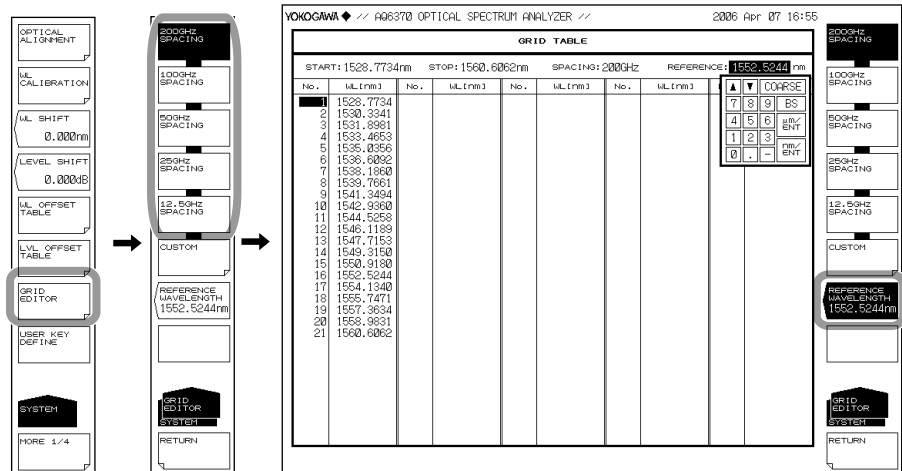 OPTICAL
ALIGNMENT
WL
CALIBRATION
WL SHIFT
0.000nm
LEVEL SHIFT
0.000dB
WL OFFSET
TABLE
LVL OFFSET
TABLE
GRID
EDITOR
USER KEY
DEFINE
SYSTEM
MORE 1/4
200GHz
SPACING
100GHz
SPACING
50GHz
SPACING
25GHz
SPACING
12.5GHz
SPACING
CUSTOM
REFERENCE
WAVELENGTH
1552.5244nm
GRID
EDITOR
SYSTEM
RETURN
YOKOGAWA ◆ // AQ6370 OPTICAL SPECTRUM ANALYZER // 2006 Apr 07 16:55
GRID TABLE
START:1528.7734nm STOP:1560.6062nm SPACING:200GHz REFERENCE: 1552.5244 nm
No. WL[nm] No. WL[nm] No. WL[nm] No. WL[nm]
1 1528.7734
2 1530.3341
3 1531.8981
4 1533.4653
5 1535.0356
6 1536.6092
7 1538.1860
8 1539.7661
9 1541.3494
10 1542.9360
11 1544.5258
12 1546.1189
13 1547.7153
14 1549.3150
15 1550.9180
16 1552.5244
17 1554.1340
18 1555.7471
19 1557.3634
20 1558.9831
21 1560.6062
▲ ▼ COARSE
7 8 9 BS
4 5 6 µm/
ENT
1 2 3
0 . - nm/
ENT
200GHz
SPACING
100GHz
SPACING
50GHz
SPACING
25GHz
SPACING
12.5GHz
SPACING
CUSTOM
REFERENCE
WAVELENGTH
1552.5244nm
GRID
EDITOR
SYSTEM
RETURN